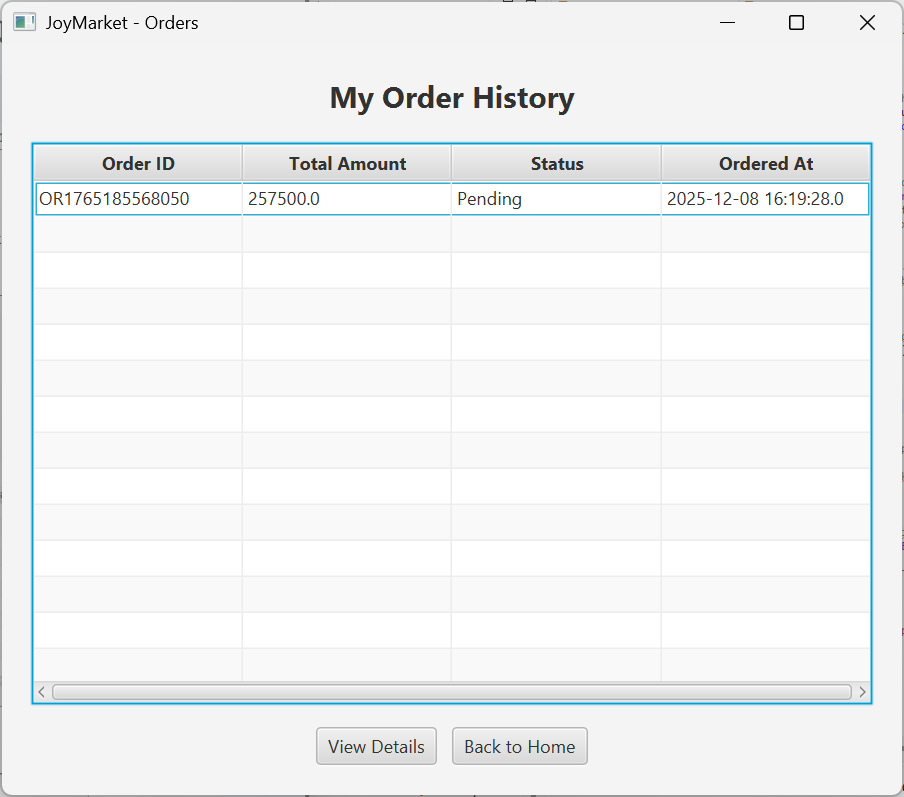 JoyMarket - Orders
My Order History
Order ID Total Amount Status Ordered At
OR1765185568050 257500.0 Pending 2025-12-08 16:19:28.0
View Details Back to Home